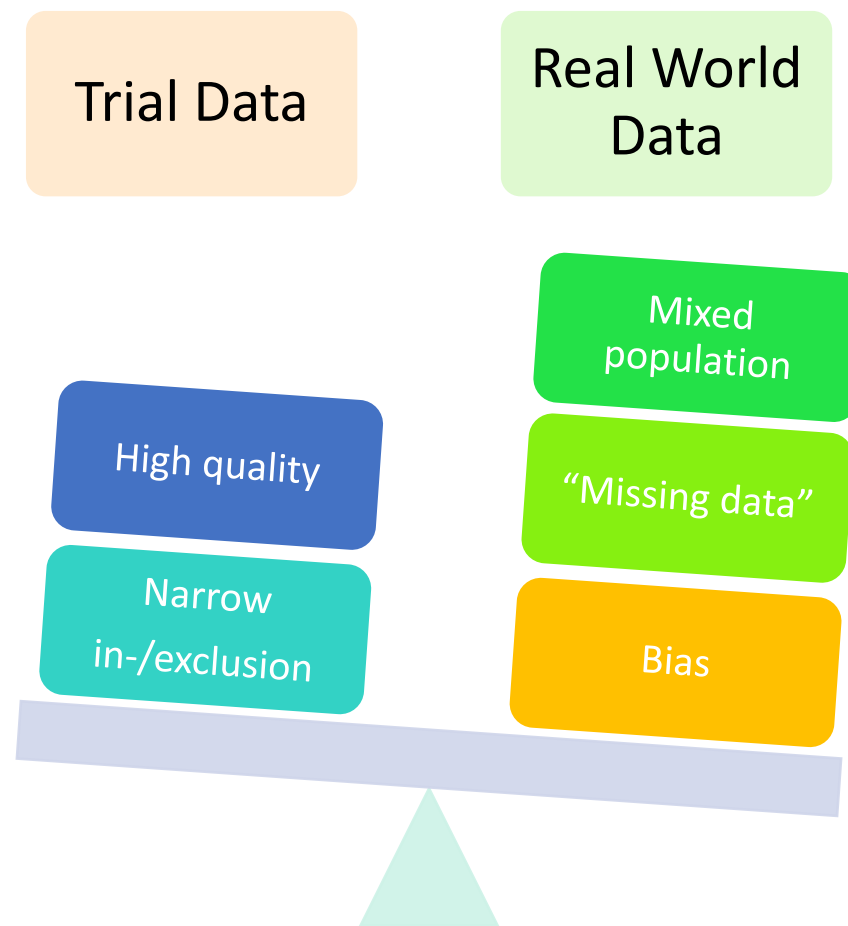 Trial Data
Real World
Data
High quality
Narrow
in-/exclusion
Mixed
population
“Missing data”
Bias